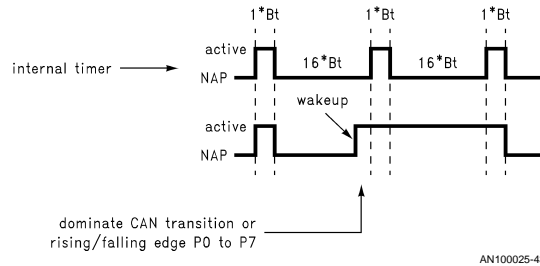 1*Bt 1*Bt 1*Bt
active
internal timer 16*Bt 16*Bt
NAP
wakeup
active
NAP
dominate CAN transition or
rising/falling edge P0 to P7
AN100025-4